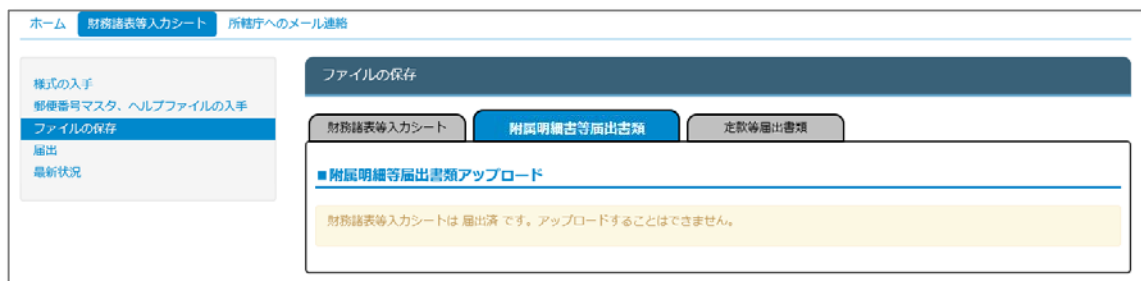 ホーム 財務諸表等入力シート 所轄庁へのメール連絡
様式の入手
郵便番号マスタ、ヘルプファイルの入手
ファイルの保存
届出
最新状況
ファイルの保存
財務諸表等入力シート 附属明細書等届出書類 定款等届出書類
■附属明細等届出書類アップロード
財務諸表等入力シートは 届出済 です。アップロードすることはできません。